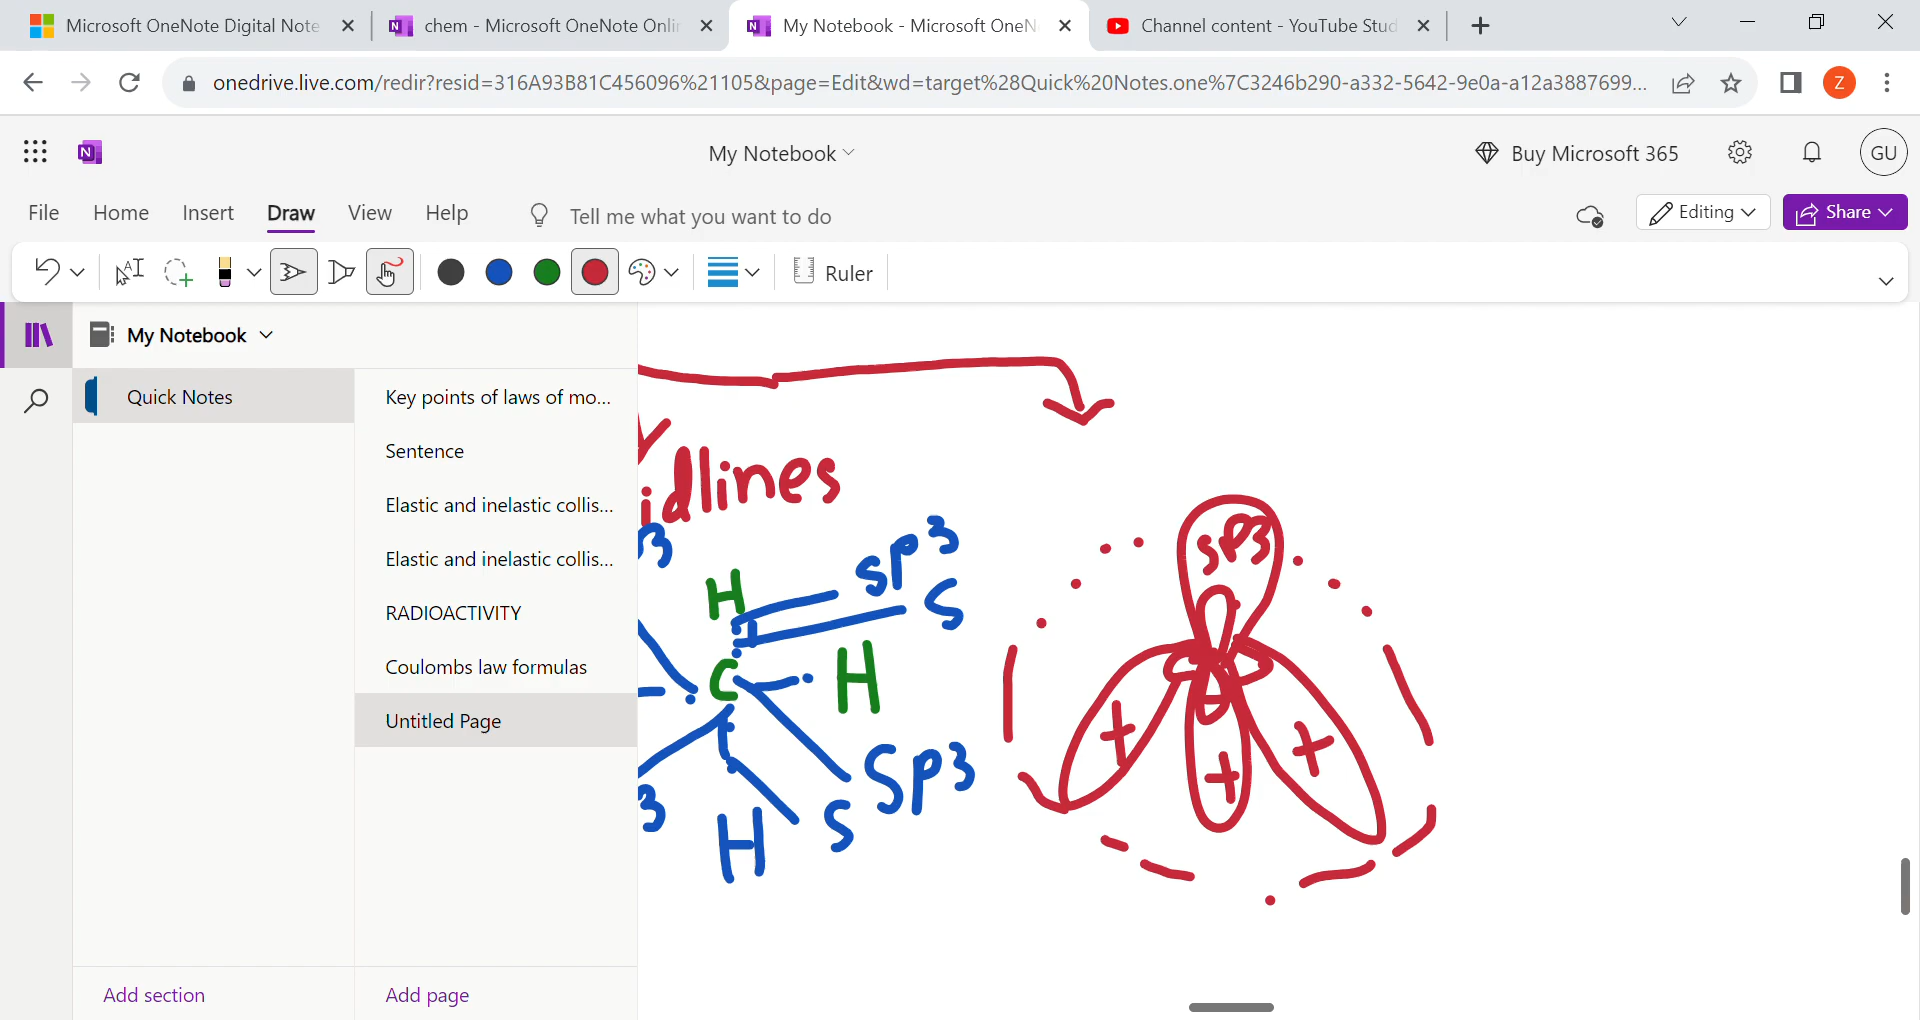 Microsoft OneNote Digital Note
chem - Microsoft OneNote Onli
My Notebook - Microsoft OneN
Channel content - YouTube Stud
onedrive.live.com/redir?resid=316A93B81C456096%21105&page=Edit&wd=target%28Quick%20Notes.one%7C3246b290-a332-5642-9e0a-a12a3887699...
Z
N
My Notebook
Buy Microsoft 365
GU
File Home Insert Draw View Help
Tell me what you want to do
Editing
Share
Ruler
My Notebook
Quick Notes
Key points of laws of mo...
Sentence
Elastic and inelastic collis...
Elastic and inelastic collis...
RADIOACTIVITY
Coulombs law formulas
Untitled Page
Add section
Add page
idlines
3
H
sp3
S
C
H
Sp3
3
H
S
sp3
+
+
+
-